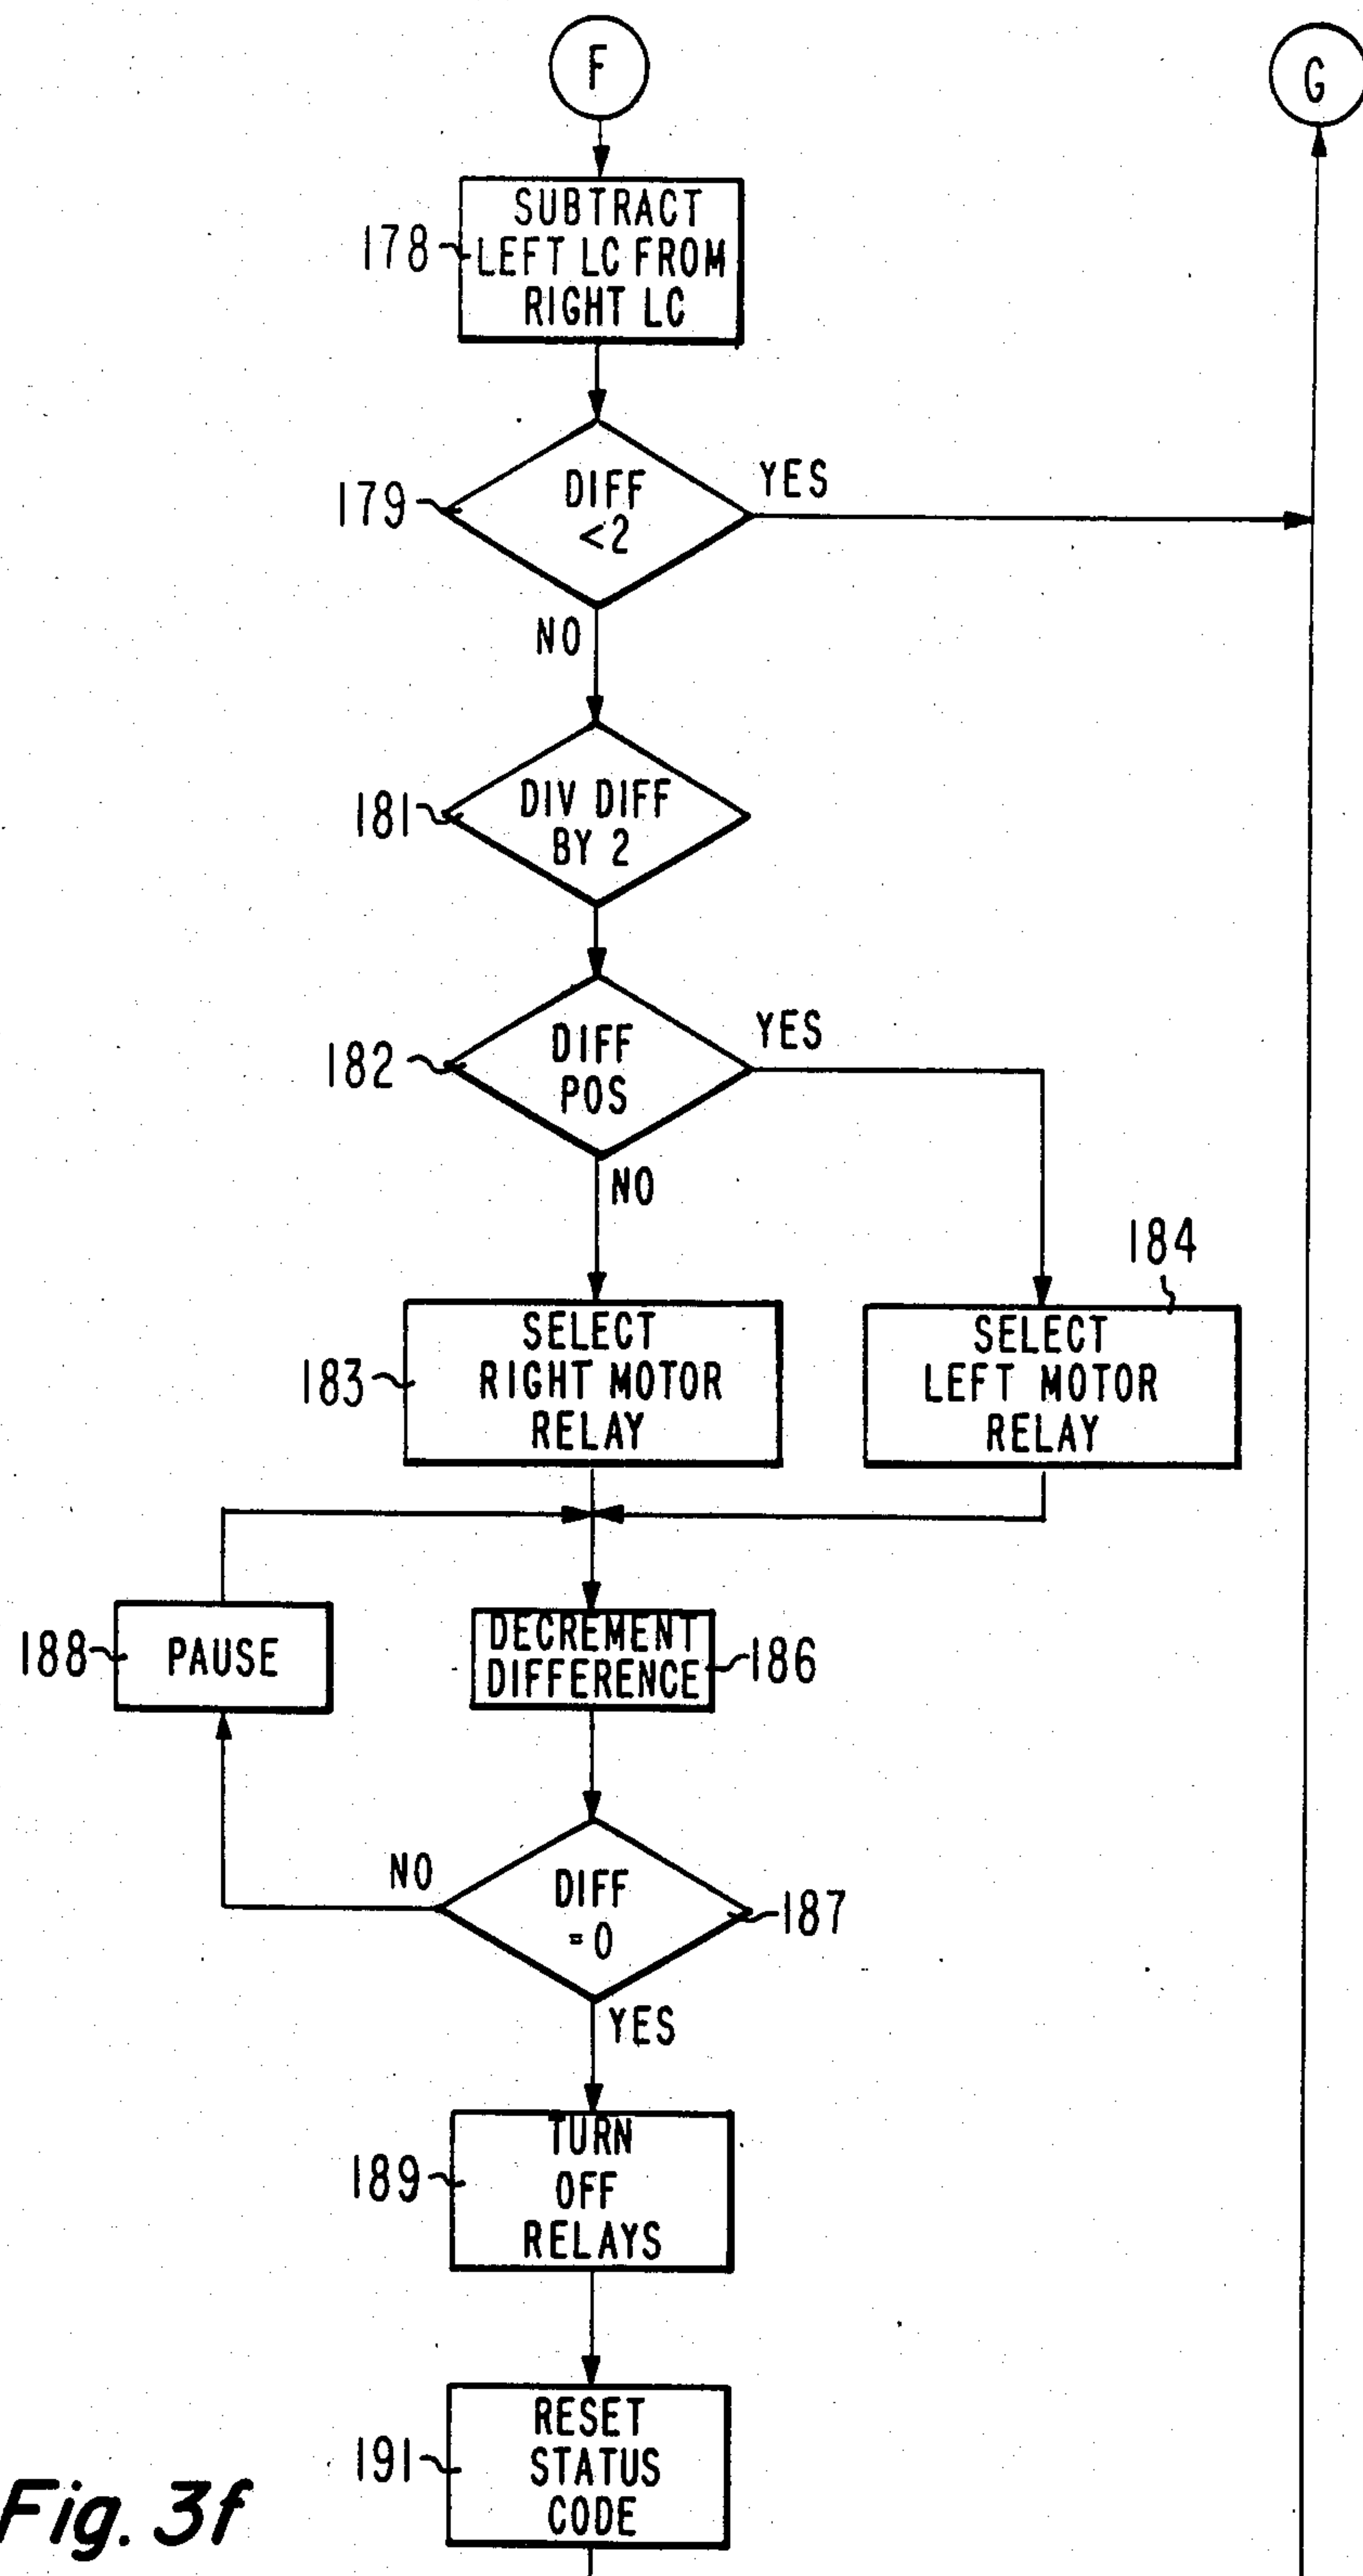 F
G
178
SUBTRACT
LEFT LC FROM
RIGHT LC
179
DIFF
<2
YES
NO
181
DIV DIFF
BY 2
182
DIFF
POS
YES
NO
184
183
SELECT
RIGHT MOTOR
RELAY
SELECT
LEFT MOTOR
RELAY
188
PAUSE
DECREMENT
DIFFERENCE
186
NO
DIFF
=0
187
YES
189
TURN
OFF
RELAYS
191
RESET
STATUS
CODE
Fig. 3f